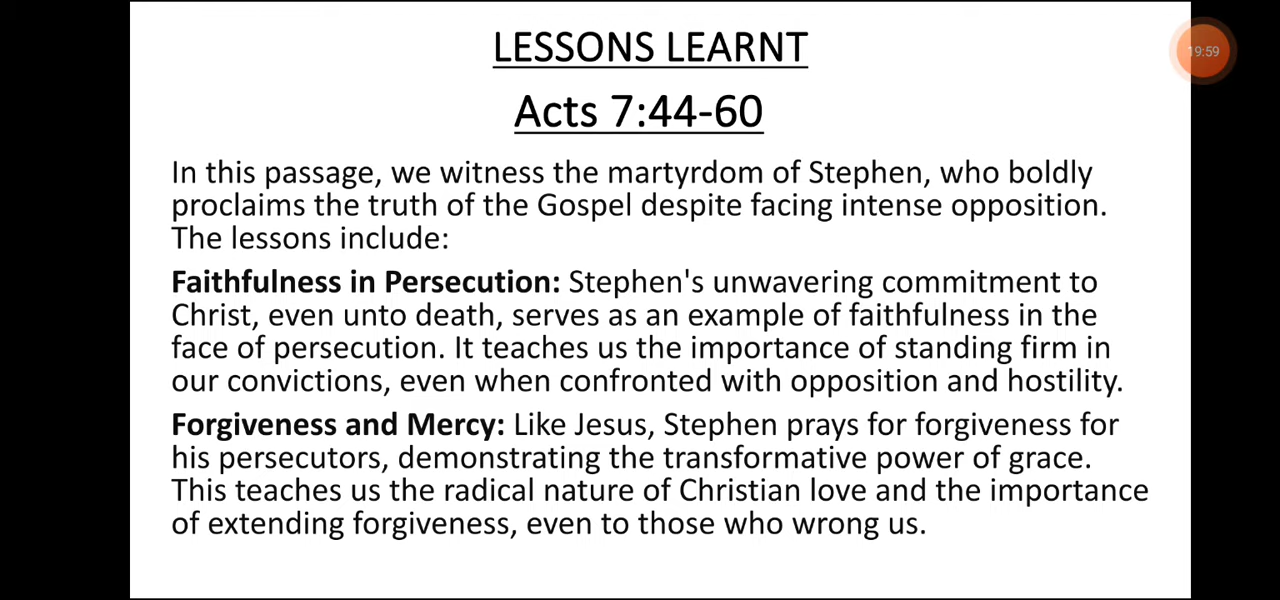 LESSONS LEARNT
19:59
Acts 7:44-60
In this passage, we witness the martyrdom of Stephen, who boldly
proclaims the truth of the Gospel despite facing intense opposition.
The lessons include:
Faithfulness in Persecution: Stephen's unwavering commitment to
Christ, even unto death, serves as an example of faithfulness in the
face of persecution. It teaches us the importance of standing firm in
our convictions, even when confronted with opposition and hostility.
Forgiveness and Mercy: Like Jesus, Stephen prays for forgiveness for
his persecutors, demonstrating the transformative power of grace.
This teaches us the radical nature of Christian love and the importance
of extending forgiveness, even to those who wrong us.